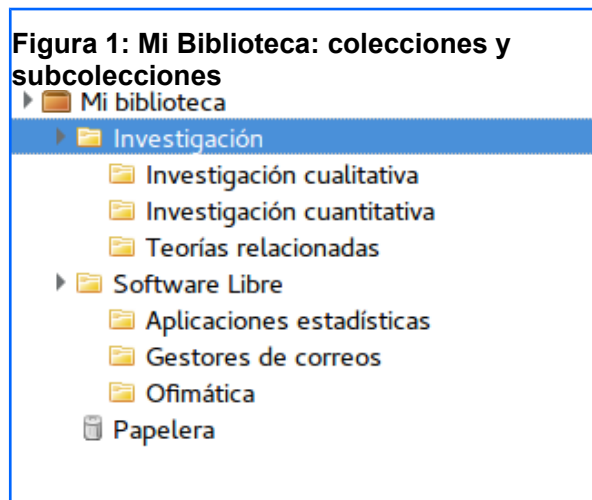 Figura 1: Mi Biblioteca: colecciones y
subcolecciones
Mi biblioteca
Investigación
Investigación cualitativa
Investigación cuantitativa
Teorías relacionadas
Software Libre
Aplicaciones estadísticas
Gestores de correos
Ofimática
Papelera